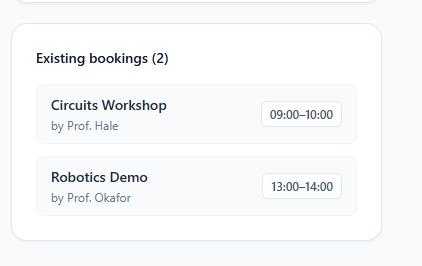 Existing bookings (2)
Circuits Workshop
by Prof. Hale
09:00–10:00
Robotics Demo
by Prof. Okafor
13:00–14:00